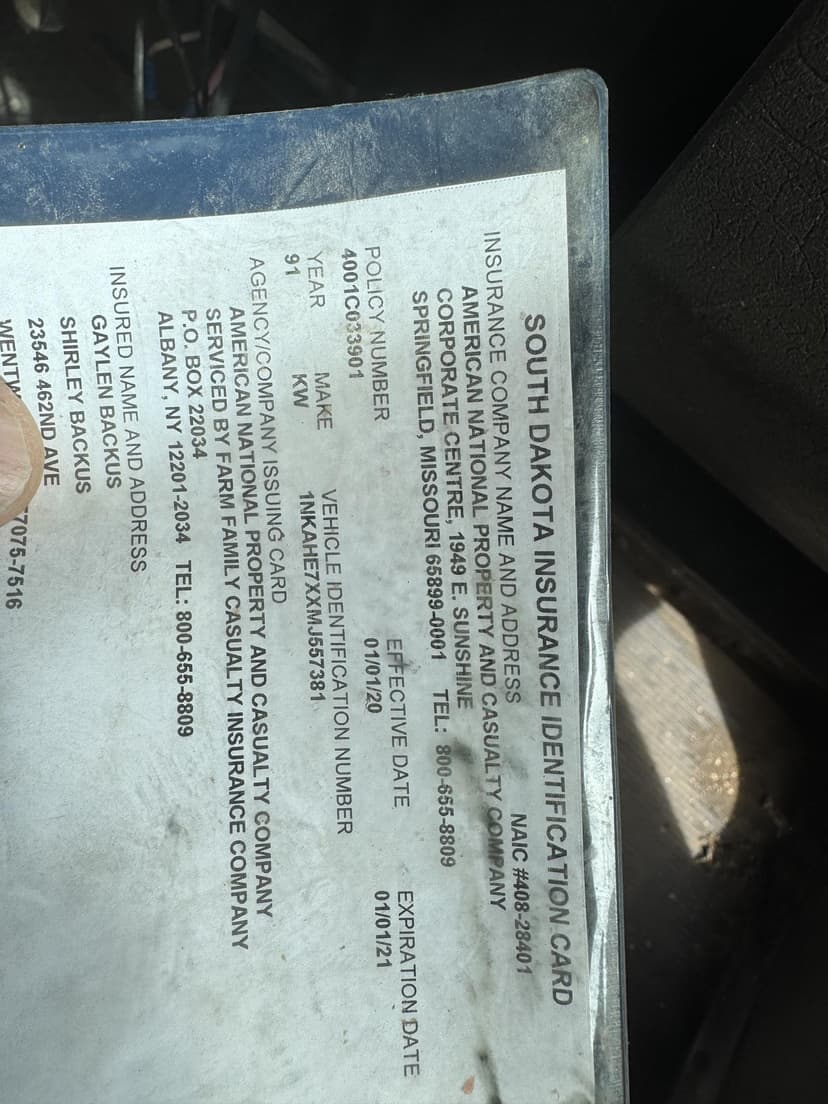 SOUTH DAKOTA INSURANCE IDENTIFICATION CARD
INSURANCE COMPANY NAME AND ADDRESS NAIC #408-28401
AMERICAN NATIONAL PROPERTY AND CASUALTY COMPANY
CORPORATE CENTRE, 1949 E. SUNSHINE
SPRINGFIELD, MISSOURI 65899-0001 TEL: 800-655-8809
POLICY NUMBER EFFECTIVE DATE EXPIRATION DATE
4001C033901 01/01/20 01/01/21
YEAR MAKE VEHICLE IDENTIFICATION NUMBER
91 KW 1NKAHE7XXMJ557381
AGENCY/COMPANY ISSUING CARD
AMERICAN NATIONAL PROPERTY AND CASUALTY COMPANY
SERVICED BY FARM FAMILY CASUALTY INSURANCE COMPANY
P.O. BOX 22034
ALBANY, NY 12201-2034 TEL: 800-655-8809
INSURED NAME AND ADDRESS
GAYLEN BACKUS
SHIRLEY BACKUS
23546 462ND AVE
7075-7516